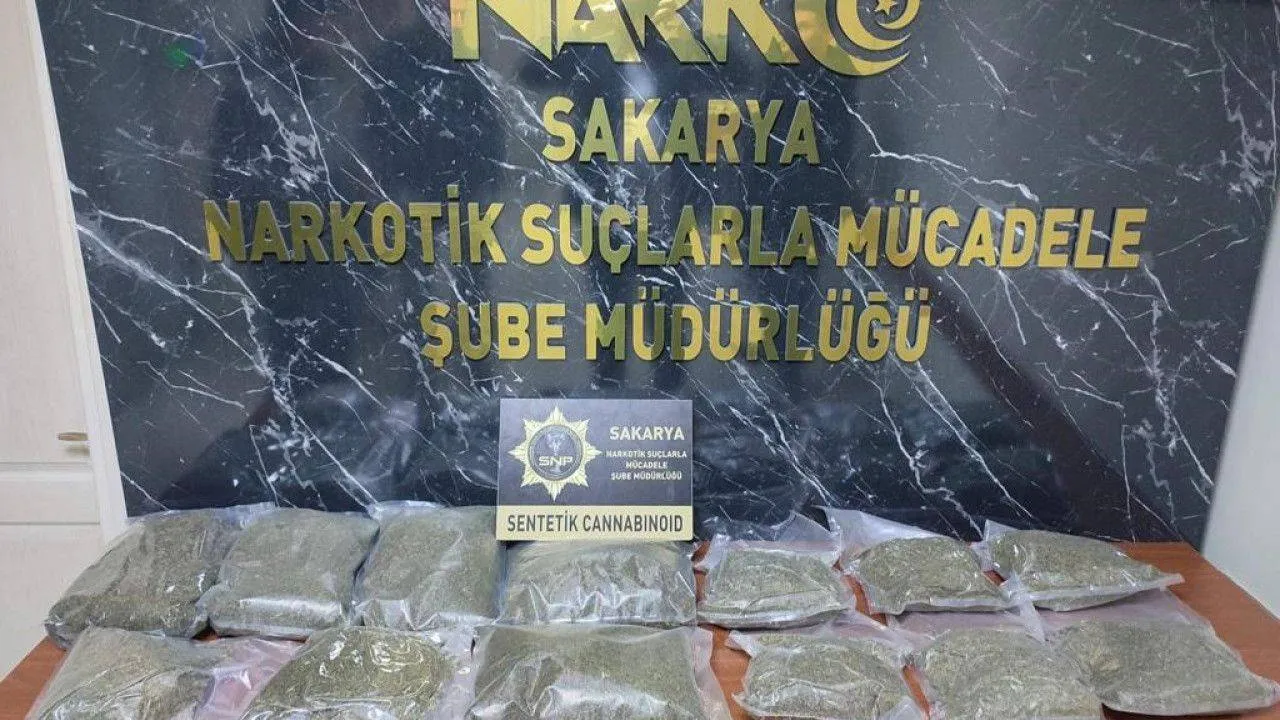 NARKO
SAKARYA
NARKOTİK SUÇLARLA MÜCADELE
ŞUBE MÜDÜRLÜĞÜ
SNP
SAKARYA
NARKOTİK SUÇLARLA
MÜCADELE
ŞUBE MÜDÜRLÜĞÜ
SENTETİK CANNABINOID